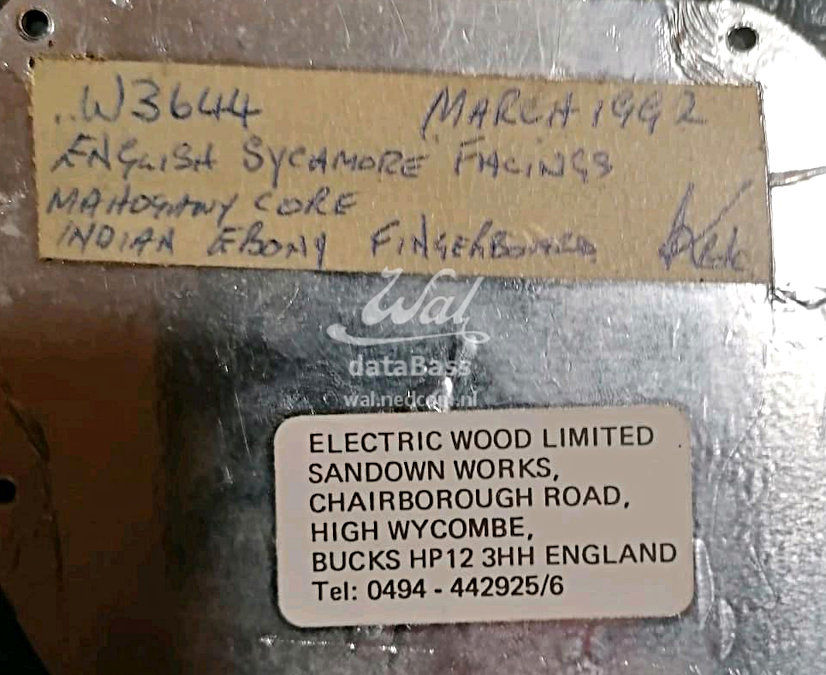 ..W3644 MARCH 1992
ENGLISH SYCAMORE FACINGS
MAHOGANY CORE
INDIAN EBONY FINGERBOARD
Wal
dataBass
wal.nedcom.nl
ELECTRIC WOOD LIMITED
SANDOWN WORKS,
CHAIRBOROUGH ROAD,
HIGH WYCOMBE,
BUCKS HP12 3HH ENGLAND
Tel: 0494 - 442925/6